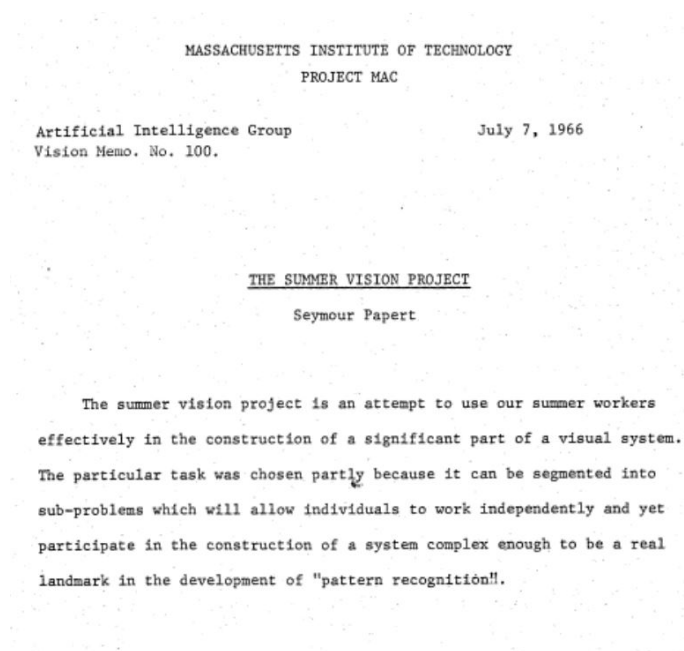 MASSACHUSETTS INSTITUTE OF TECHNOLOGY
PROJECT MAC
Artificial Intelligence Group July 7, 1966
Vision Memo. No. 100.
THE SUMMER VISION PROJECT
Seymour Papert
The summer vision project is an attempt to use our summer workers
effectively in the construction of a significant part of a visual system.
The particular task was chosen partly because it can be segmented into
sub-problems which will allow individuals to work independently and yet
participate in the construction of a system complex enough to be a real
landmark in the development of "pattern recognition".